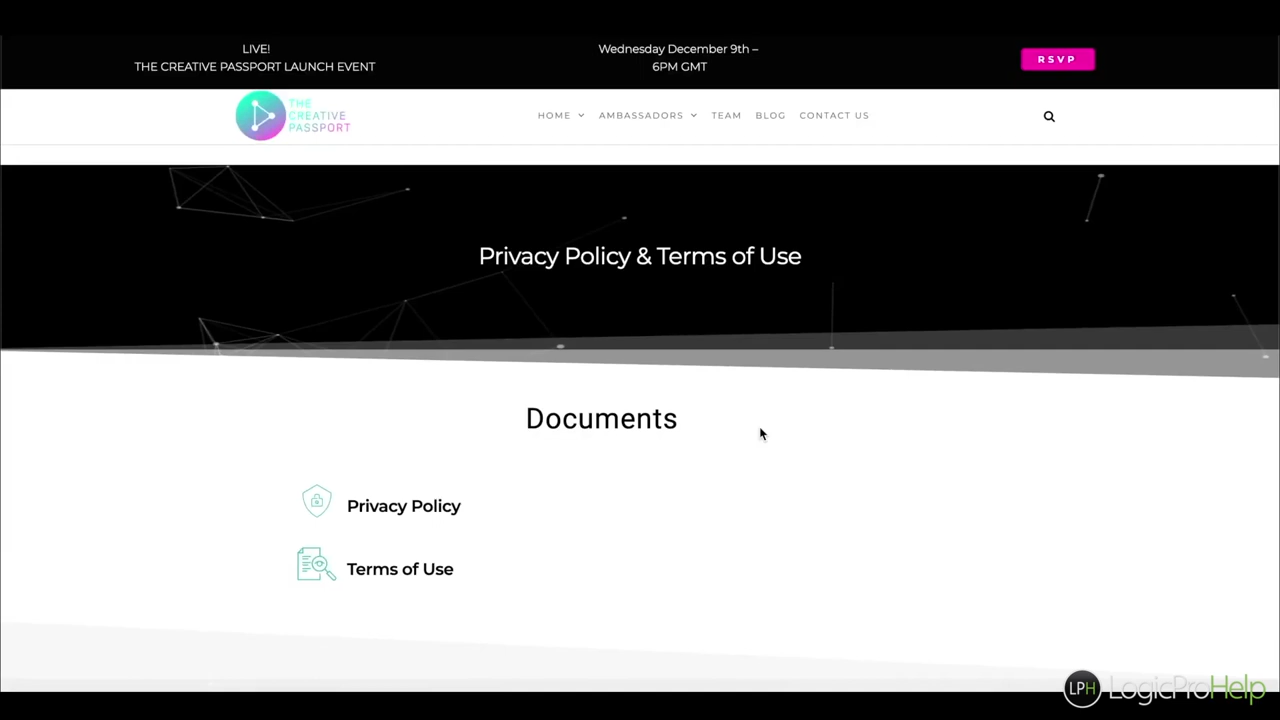 LIVE!
THE CREATIVE PASSPORT LAUNCH EVENT
Wednesday December 9th –
6PM GMT
RSVP
THE
CREATIVE
PASSPORT
HOME
AMBASSADORS
TEAM
BLOG
CONTACT US
Privacy Policy & Terms of Use
Documents
Privacy Policy
Terms of Use
LPH LogicProHelp